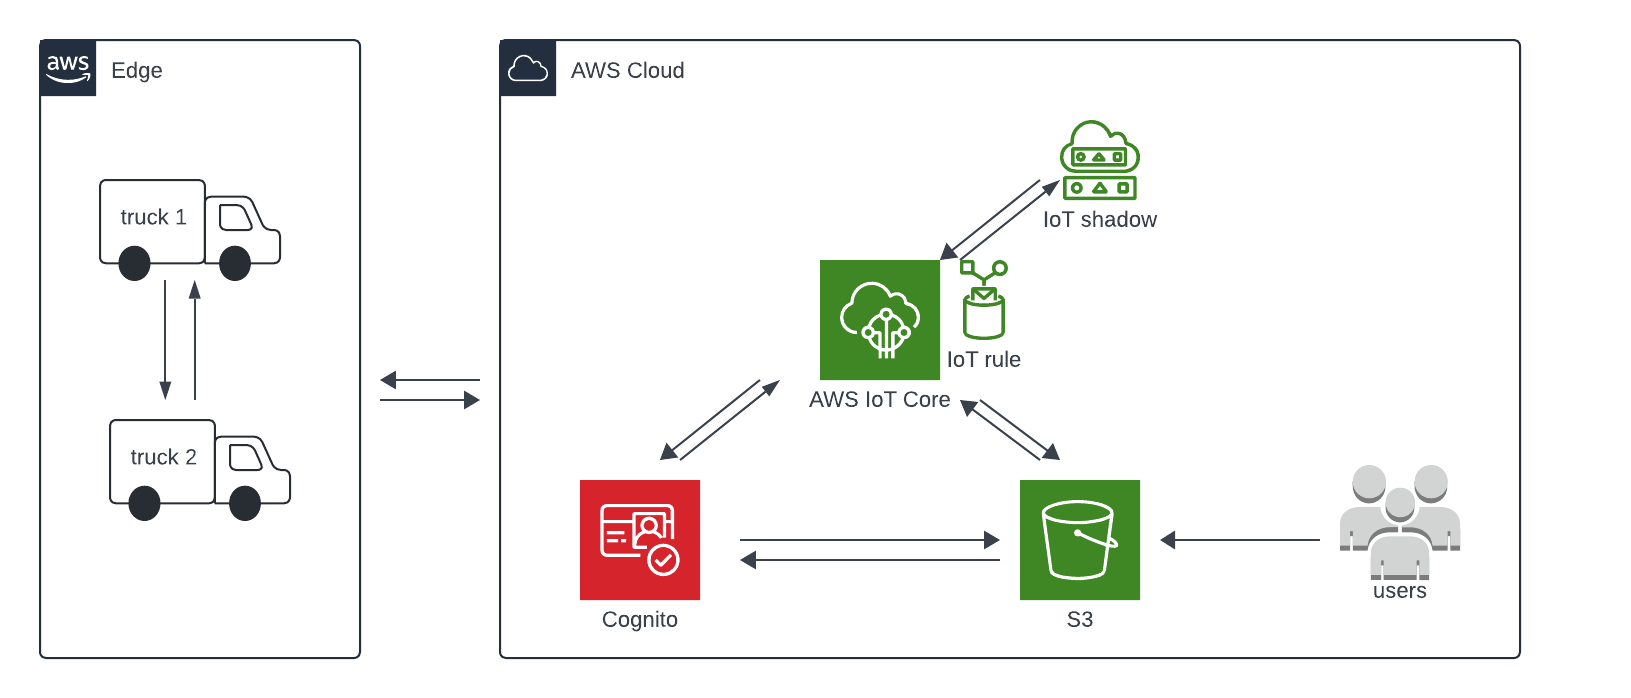 aws
Edge
AWS Cloud
truck 1
IoT shadow
IoT rule
AWS IoT Core
truck 2
users
Cognito
S3